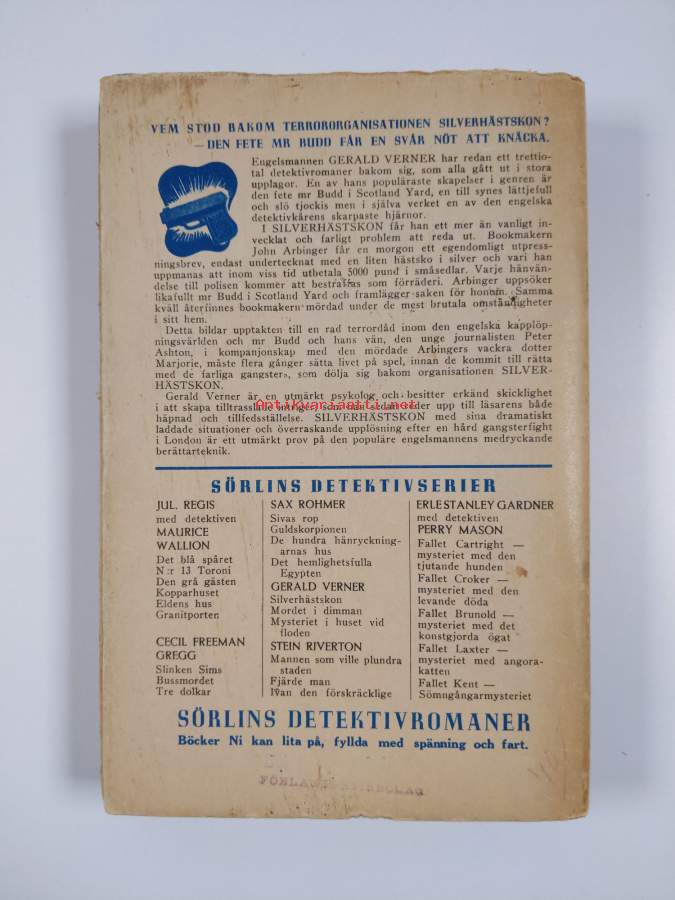 VEM STOD BAKOM TERRORORGANISATIONEN SILVERHÄSTSKON?
— DEN FETE MR BUDD FÅR EN SVÅR NÖT ATT KNÄCKA.
Engelsmannen GERALD VERNER har redan ett trettio-
tal detektivromaner bakom sig, som alla gått ut i stora
upplagor. En av hans populäraste skapelser i genren är
den fete mr Budd i Scotland Yard, en till synes lättjefull
och slö tjockis men i själva verket en av den engelska
detektivkårens skarpaste hjärnor.
I SILVERHÄSTSKON får han ett mer än vanligt in-
vecklat och farligt problem att reda ut. Bookmakern
John Arbinger får en morgon ett egendomligt utpress-
ningsbrev, endast undertecknat med en liten hästsko i silver och vari han
uppmanas att inom viss tid utbetala 5000 pund i småsedlar. Varje hänvän-
delse till polisen kommer att bestraffas som förräderi. Arbinger uppsöker
likafullt mr Budd i Scotland Yard och framlägger saken för honom. Samma
kväll återfinnes bookmakern mördad under de mest brutala omständigheter
i sitt hem.
Detta bildar upptakten till en rad terrordåd inom den engelska kapplöp-
ningsvärlden och mr Budd och hans vän, den unge journalisten Peter
Ashton, i kompanjonskap med den mördade Arbingers vackra dotter
Marjorie, måste flera gånger sätta livet på spel, innan de kommit till rätta
med de farliga gangsters, som dölja sig bakom organisationen SILVER-
HÄSTSKON.
Gerald Verner är en utmärkt psykolog och besitter erkänd skicklighet
i att skapa tilltrasslade intriger, som han sedan reder upp till läsarens både
häpnad och tillfredsställelse. SILVERHÄSTSKON med sina dramatiskt
laddade situationer och överraskande upplösning efter en hård gangsterfight
i London är ett utmärkt prov på den populäre engelsmannens medryckande
berättarteknik.
Antikvariaatti.net
SÖRLINS DETEKTIVSERIER
JUL. REGIS
med detektiven
MAURICE
WALLION
Det blå spåret
N:r 13 Toroni
Den grå gästen
Kopparhuset
Eldens hus
Granitporten
CECIL FREEMAN
GREGG
Slinken Sims
Bussmordet
Tre dolkar
SAX ROHMER
Sivas rop
Guldskorpionen
De hundra hänryckning-
arnas hus
Det hemlighetsfulla
Egypten
GERALD VERNER
Silverhästskon
Mordet i dimman
Mysteriet i huset vid
floden
STEIN RIVERTON
Mannen som ville plundra
staden
Fjärde man
Ivan den förskräcklige
ERLE STANLEY GARDNER
med detektiven
PERRY MASON
Fallet Cartright —
mysteriet med den
tjutande hunden
Fallet Croker —
mysteriet med den
levande döda
Fallet Brunold —
mysteriet med det
konstgjorda ögat
Fallet Laxter —
mysteriet med angora-
katten
Fallet Kent —
Sömngångarmysteriet
SÖRLINS DETEKTIVROMANER
Böcker Ni kan lita på, fyllda med spänning och fart.